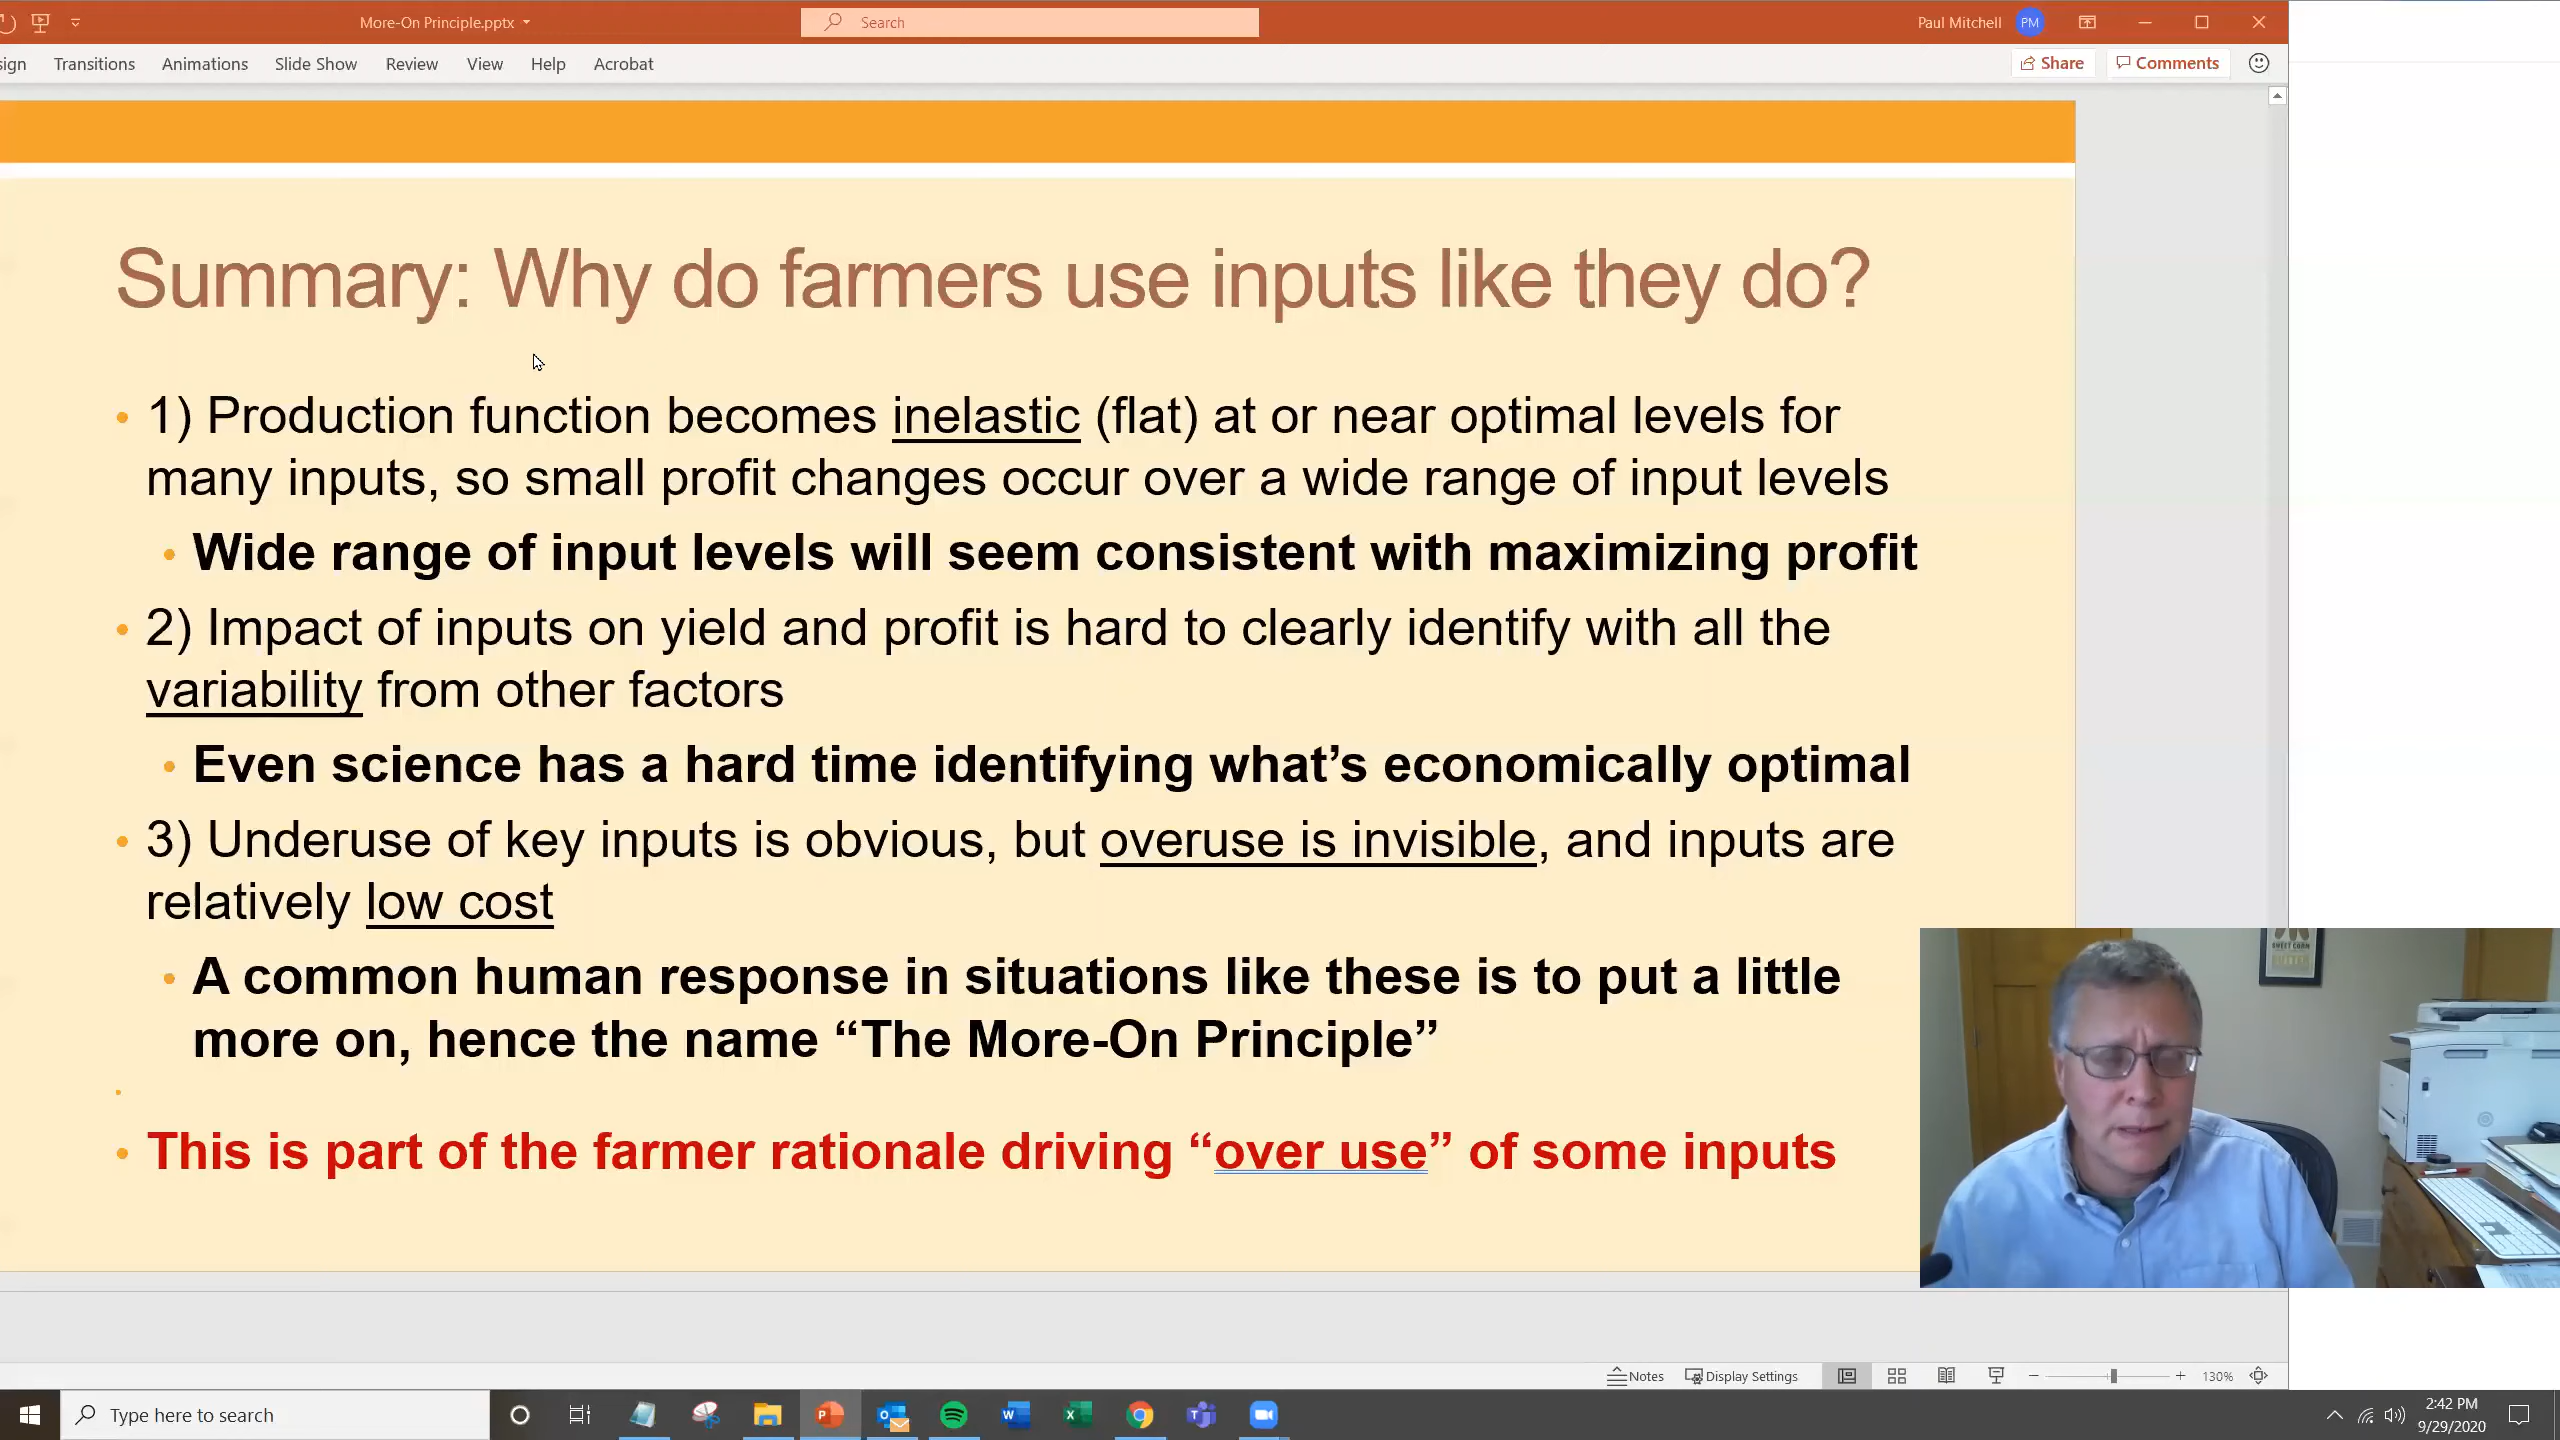 More-On Principle.pptx
Search
Paul Mitchell
PM
sign Transitions Animations Slide Show Review View Help Acrobat
Share
Comments
Summary: Why do farmers use inputs like they do?
• 1) Production function becomes inelastic (flat) at or near optimal levels for
many inputs, so small profit changes occur over a wide range of input levels
• Wide range of input levels will seem consistent with maximizing profit
• 2) Impact of inputs on yield and profit is hard to clearly identify with all the
variability from other factors
• Even science has a hard time identifying what’s economically optimal
• 3) Underuse of key inputs is obvious, but overuse is invisible, and inputs are
relatively low cost
• A common human response in situations like these is to put a little
more on, hence the name “The More-On Principle”
• This is part of the farmer rationale driving “over use” of some inputs
SWEET CORN
Notes
Display Settings
130%
Type here to search
2:42 PM
9/29/2020